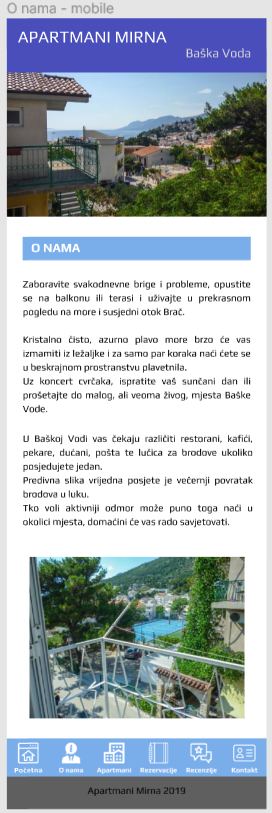 O nama - mobile
APARTMANI MIRNA
Baška Voda
O NAMA
Zaboravite svakodnevne brige i probleme, opustite
se na balkonu ili terasi i uživajte u prekrasnom
pogledu na more i susjedni otok Brač.
Kristalno čisto, azurno plavo more brzo će vas
izmamiti iz ležaljke i za samo par koraka naći ćete se
u beskrajnom prostranstvu plavetnila.
Uz koncert cvrčaka, ispratite vaš sunčani dan ili
prošetajte do malog, ali veoma živog, mjesta Baške
Vode.
U Baškoj Vodi vas čekaju različiti restorani, kafići,
pekare, dućani, pošta te lučica za brodove ukoliko
posjedujete jedan.
Predivna slika vrijedna posjete je večernji povratak
brodova u luku.
Tko voli aktivniji odmor može puno toga naći u
okolici mjesta, domaćini će vas rado savjetovati.
Početna O nama Apartmani Rezervacije Recenzije Kontakt
Apartmani Mirna 2019